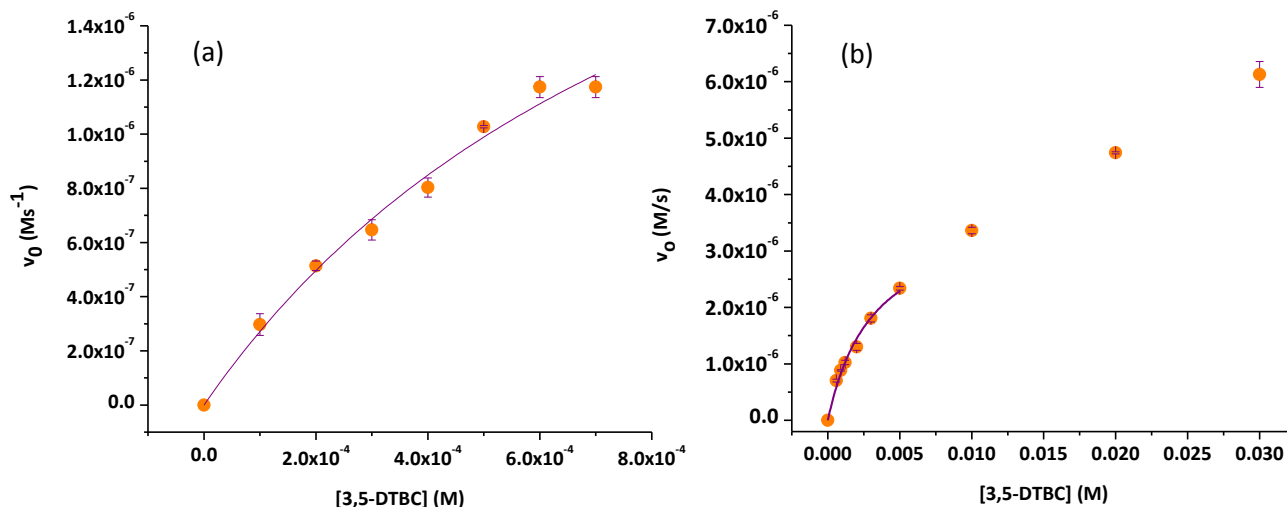 (a)
1.4x10⁻⁶
1.2x10⁻⁶
1.0x10⁻⁶
8.0x10⁻⁷
6.0x10⁻⁷
4.0x10⁻⁷
2.0x10⁻⁷
0.0
v₀ (Ms⁻¹)
0.0 2.0x10⁻⁴ 4.0x10⁻⁴ 6.0x10⁻⁴ 8.0x10⁻⁴
[3,5-DTBC] (M)
(b)
7.0x10⁻⁶
6.0x10⁻⁶
5.0x10⁻⁶
4.0x10⁻⁶
3.0x10⁻⁶
2.0x10⁻⁶
1.0x10⁻⁶
0.0
vₒ (M/s)
0.000 0.005 0.010 0.015 0.020 0.025 0.030
[3,5-DTBC] (M)